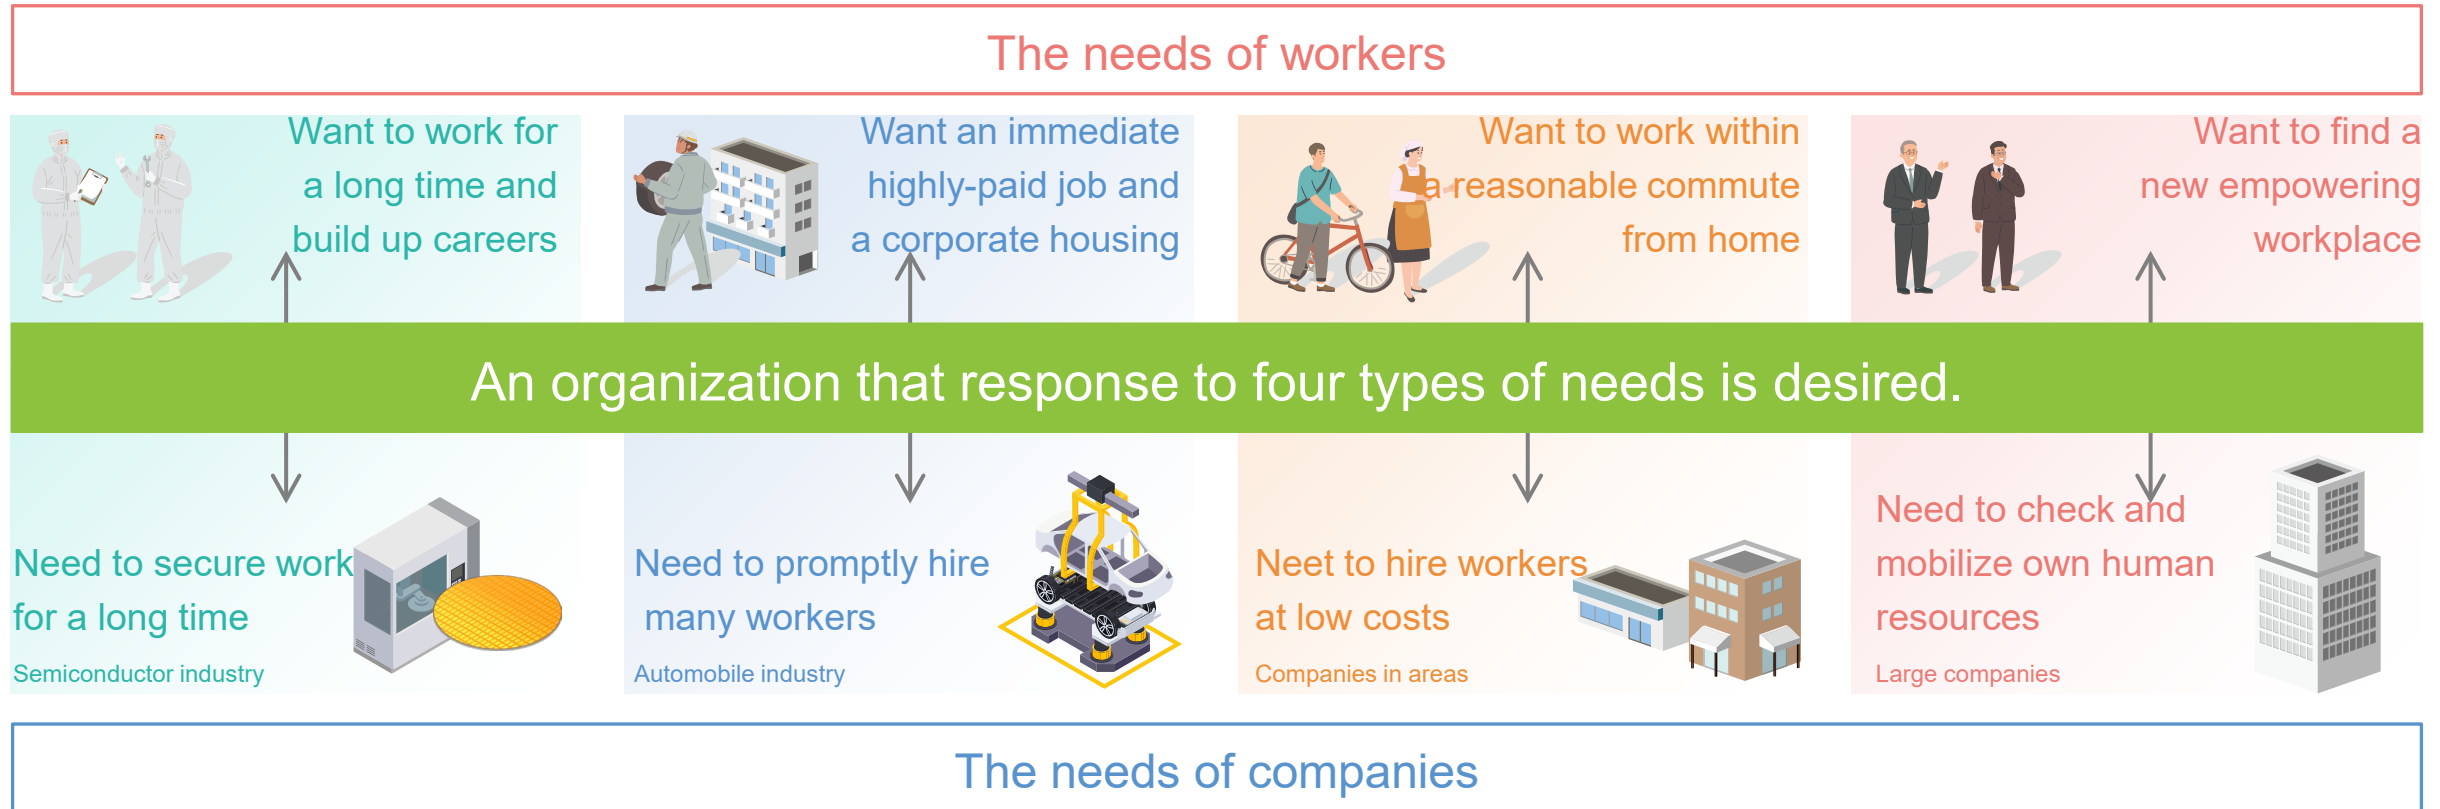 The needs of workers
Want to work for
a long time and
build up careers
Want an immediate
highly-paid job and
a corporate housing
Want to work within
a reasonable commute
from home
Want to find a
new empowering
workplace
An organization that response to four types of needs is desired.
Need to secure work
for a long time
Semiconductor industry
Need to promptly hire
many workers
Automobile industry
Neet to hire workers
at low costs
Companies in areas
Need to check and
mobilize own human
resources
Large companies
The needs of companies